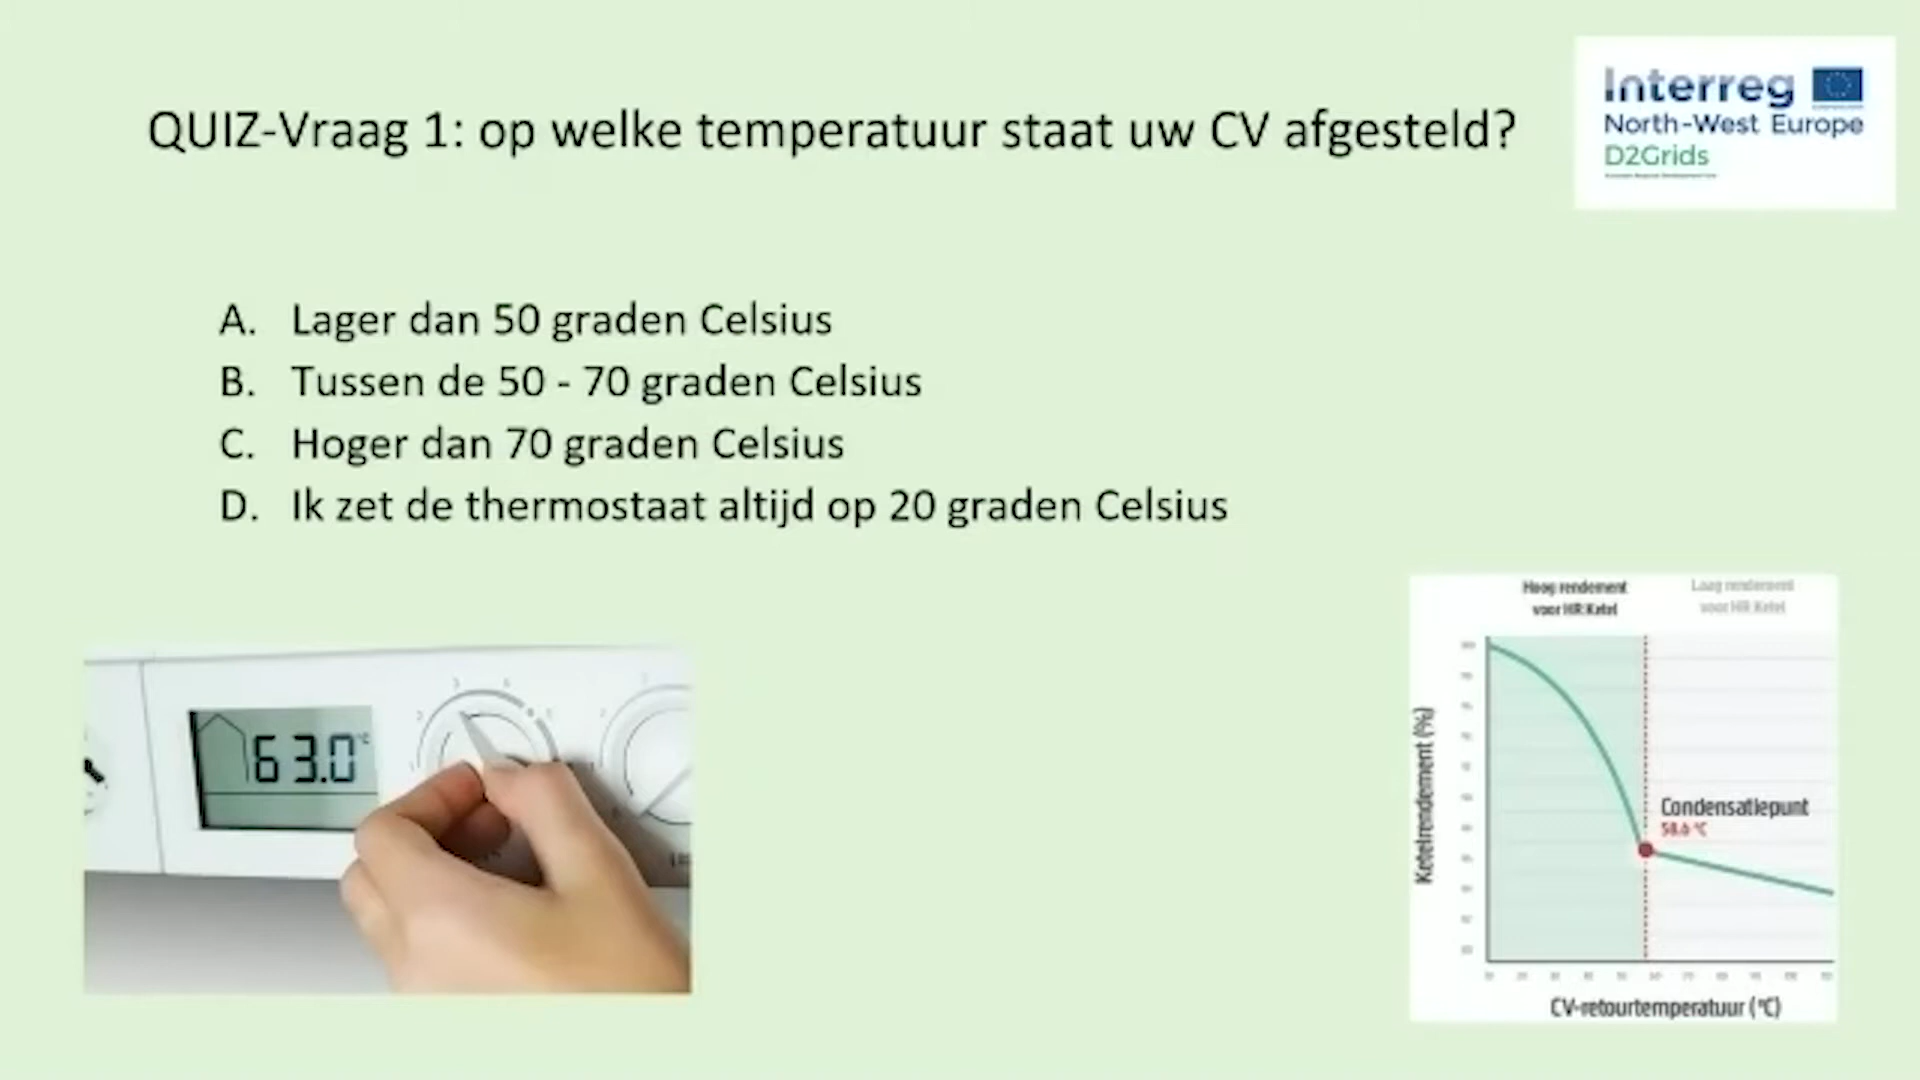 QUIZ-Vraag 1: op welke temperatuur staat uw CV afgesteld?
Interreg
North-West Europe
D2Grids
A. Lager dan 50 graden Celsius
B. Tussen de 50 - 70 graden Celsius
C. Hoger dan 70 graden Celsius
D. Ik zet de thermostaat altijd op 20 graden Celsius
63.0°C
Hoog rendement
voor HR Ketel
Laag rendement
voor HR Ketel
Ketelrendement (%)
Condensatiepunt
58.6 °C
CV-retourtemperatuur (°C)